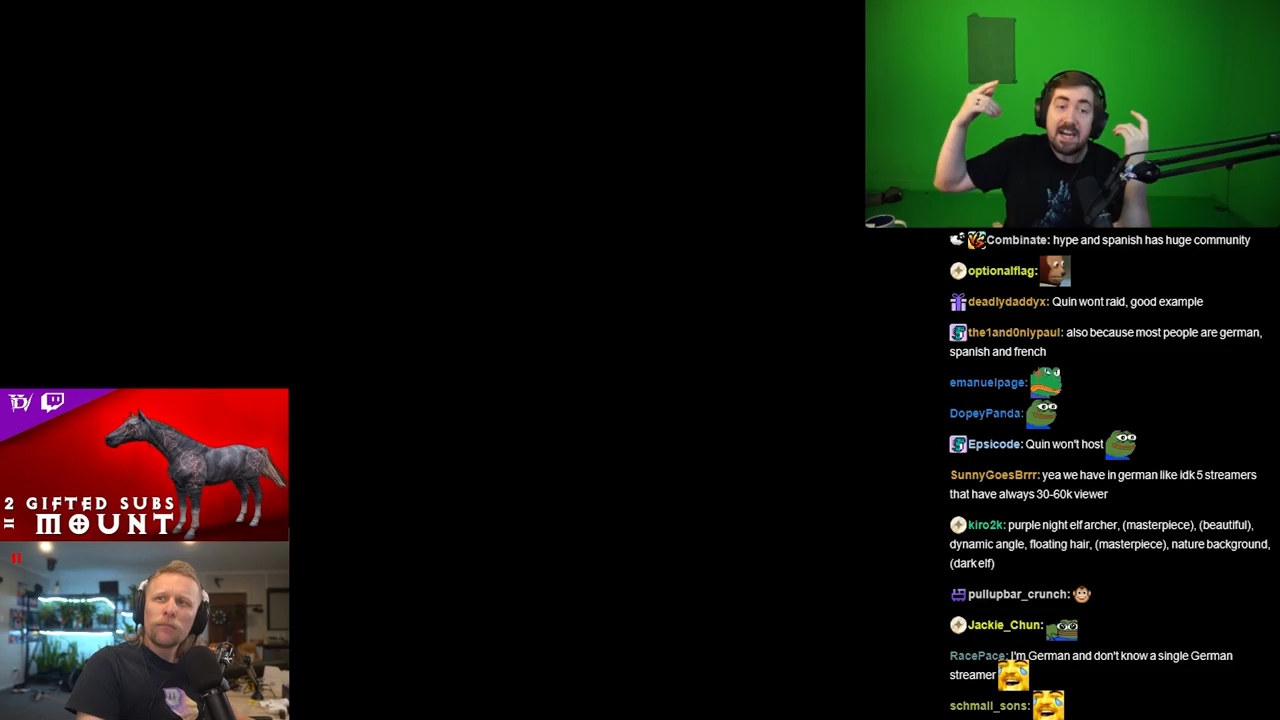 Combinate: hype and spanish has huge community
optionalflag:
deadlydaddyx: Quin wont raid, good example
the1and0nlypaul: also because most people are german,
spanish and french
emanuelpage:
DopeyPanda:
Epsicode: Quin won't host
SunnyGoesBrrr: yea we have in german like idk 5 streamers
that have always 30-60k viewer
kiro2k: purple night elf archer, (masterpiece), (beautiful),
dynamic angle, floating hair, (masterpiece), nature background,
(dark elf)
pullupbar_crunch:
Jackie_Chun:
RacePace: I'm German and don't know a single German
streamer
schmall_sons:
2 GIFTED SUBS
MOUNT